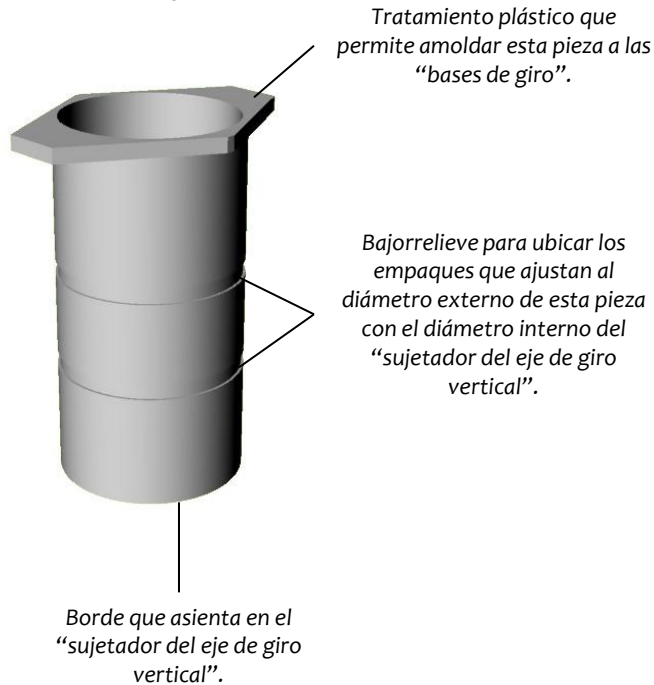 Tratamiento plástico que
permite amoldar esta pieza a las
“bases de giro”.
Bajorrelieve para ubicar los
empaques que ajustan al
diámetro externo de esta pieza
con el diámetro interno del
“sujetador del eje de giro
vertical”.
Borde que asienta en el
“sujetador del eje de giro
vertical”.